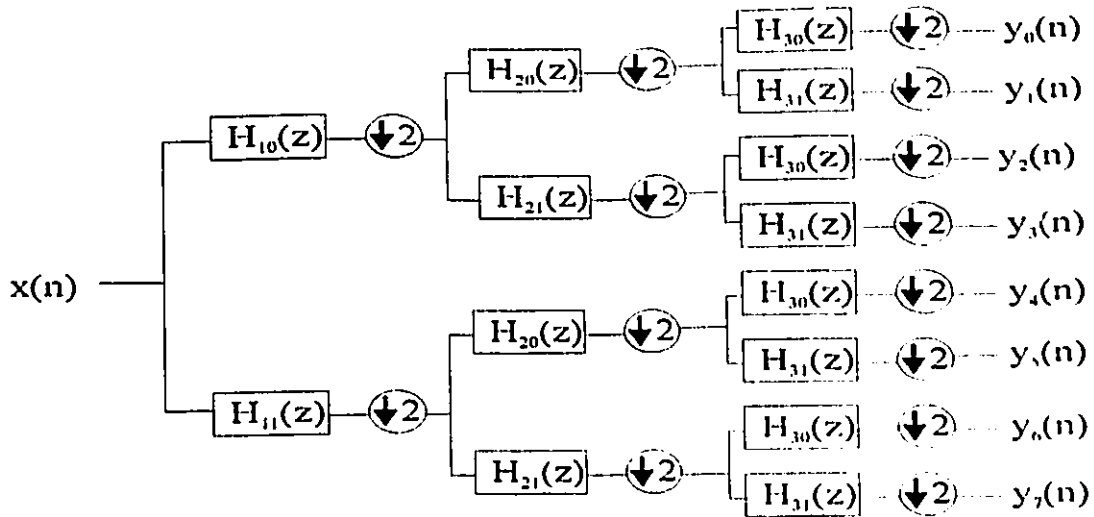 H₃₀(z) ↓2 y₀(n)
H₂₀(z) ↓2
H₃₁(z) ↓2 y₁(n)
H₁₀(z) ↓2
H₃₀(z) ↓2 y₂(n)
H₂₁(z) ↓2
H₃₁(z) ↓2 y₃(n)
x(n)
H₃₀(z) ↓2 y₄(n)
H₂₀(z) ↓2
H₃₁(z) ↓2 y₅(n)
H₁₁(z) ↓2
H₃₀(z) ↓2 y₆(n)
H₂₁(z) ↓2
H₃₁(z) ↓2 y₇(n)